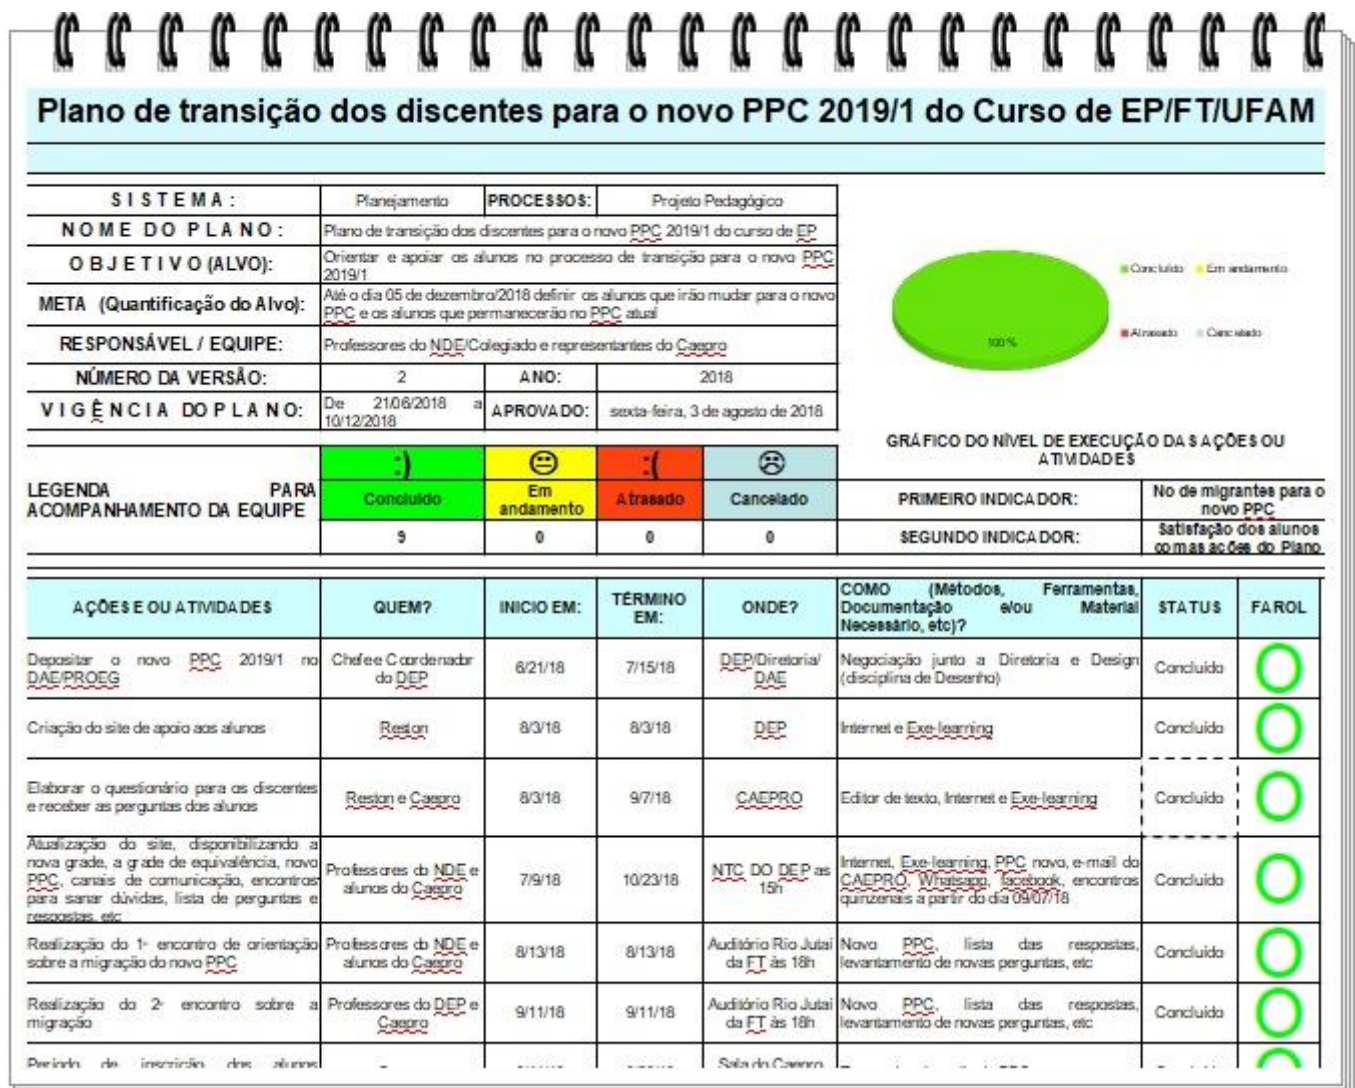 Plano de transição dos discentes para o novo PPC 2019/1 do Curso de EP/FT/UFAM
SISTEMA: Planejamento PROCESSOS: Projeto Pedagógico
NOME DO PLANO: Plano de transição dos discentes para o novo PPC 2019/1 do curso de EP
OBJETIVO (ALVO): Orientar e apoiar os alunos no processo de transição para o novo PPC
2019/1
META (Quantificação do Alvo): Até o dia 05 de dezembro/2018 definir os alunos que irão mudar para o novo
PPC e os alunos que permanecerão no PPC atual
RESPONSÁVEL / EQUIPE: Professores do NDE/Colegiado e representantes do Caepro
NÚMERO DA VERSÃO: 2 ANO: 2018
VIGÊNCIA DO PLANO: De 21/06/2018 a
10/12/2018
APROVADO: sexta-feira, 3 de agosto de 2018
100%
Concluído Em andamento
Atrasado Cancelado
GRÁFICO DO NÍVEL DE EXECUÇÃO DAS AÇÕES OU
ATIVIDADES
LEGENDA PARA
ACOMPANHAMENTO DA EQUIPE
:) :(
Concluído Em
andamento
Atrasado Cancelado
9 0 0 0
PRIMEIRO INDICADOR: No de migrantes para o
novo PPC
SEGUNDO INDICADOR: Satisfação dos alunos
com as ações do Plano
AÇÕES E OU ATIVIDADES QUEM? INICIO EM: TÉRMINO
EM:
ONDE? COMO (Métodos, Ferramentas,
Documentação e/ou Material
Necessário, etc)?
STATUS FAROL
Depositar o novo PPC 2019/1 no
DAE/PROEG
Chefe e Coordenador
do DEP
6/21/18 7/15/18 DEP/Diretoria/
DAE
Negociação junto a Diretoria e Design
(disciplina de Desenho)
Concluído
Criação do site de apoio aos alunos Reston 8/3/18 8/3/18 DEP Internet e Exe-learning Concluído
Elaborar o questionário para os discentes
e receber as perguntas dos alunos
Reston e Caepro 8/3/18 9/7/18 CAEPRO Editor de texto, Internet e Exe-learning Concluído
Atualização do site, disponibilizando a
nova grade, a grade de equivalência, novo
PPC, canais de comunicação, encontros
para sanar dúvidas, lista de perguntas e
respostas, etc
Professores do NDE e
alunos do Caepro
7/9/18 10/23/18 NTC DO DEP as
15h
Internet, Exe-learning, PPC novo, e-mail do
CAEPRO, Whatsapp, facebook, encontros
quinzenais a partir do dia 09/07/18
Concluído
Realização do 1º encontro de orientação
sobre a migração do novo PPC
Professores do NDE e
alunos do Caepro
8/13/18 8/13/18 Auditório Rio Jutaí
da FT às 18h
Novo PPC, lista das respostas,
levantamento de novas perguntas, etc
Concluído
Realização do 2º encontro sobre a
migração
Professores do DEP e
Caepro
9/11/18 9/11/18 Auditório Rio Jutaí
da FT às 18h
Novo PPC, lista das respostas,
levantamento de novas perguntas, etc
Concluído
Período de inscrição dos alunos
Sala do Caepro